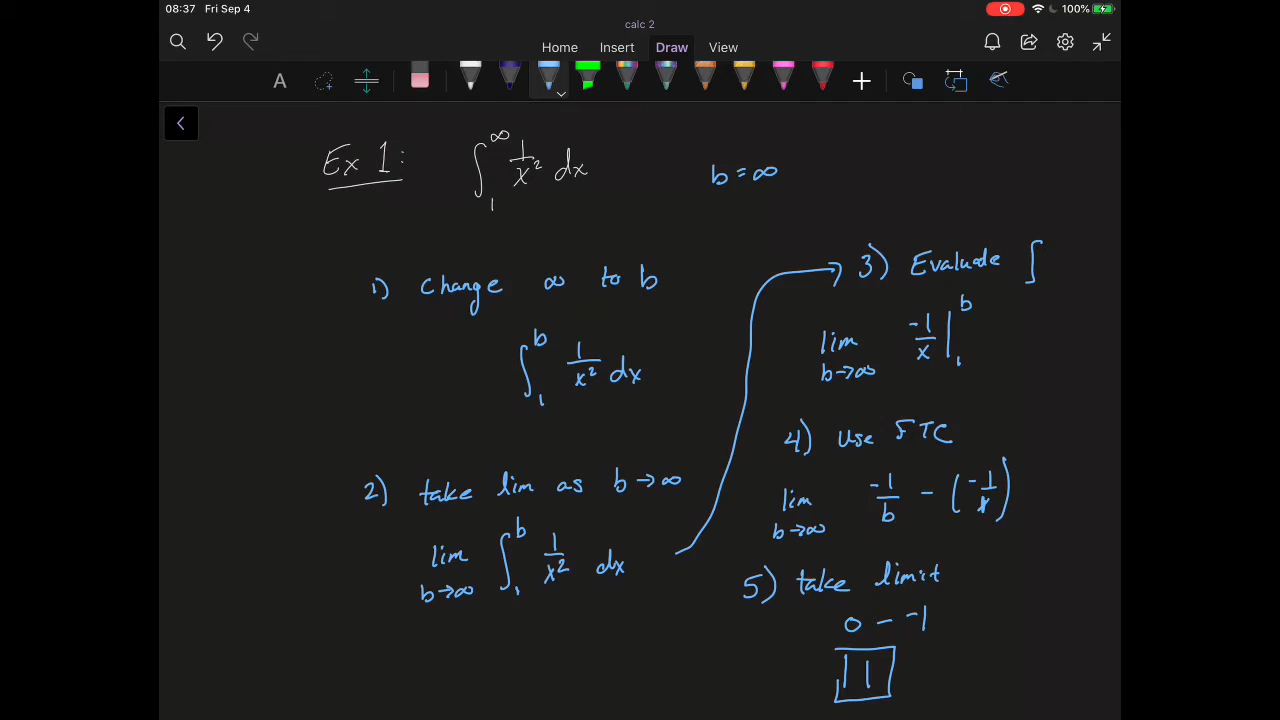 08:37 Fri Sep 4 100%
calc 2
Home Insert Draw View
A
Ex 1: ∫₁^∞ 1/x² dx b = ∞
1) change ∞ to b
∫₁^b 1/x² dx
2) take lim as b → ∞
lim b→∞ ∫₁^b 1/x² dx
3) Evaluate ∫
lim b→∞ -1/x |₁^b
4) Use FTC
lim b→∞ -1/b - (-1/1)
5) take limit
0 - -1